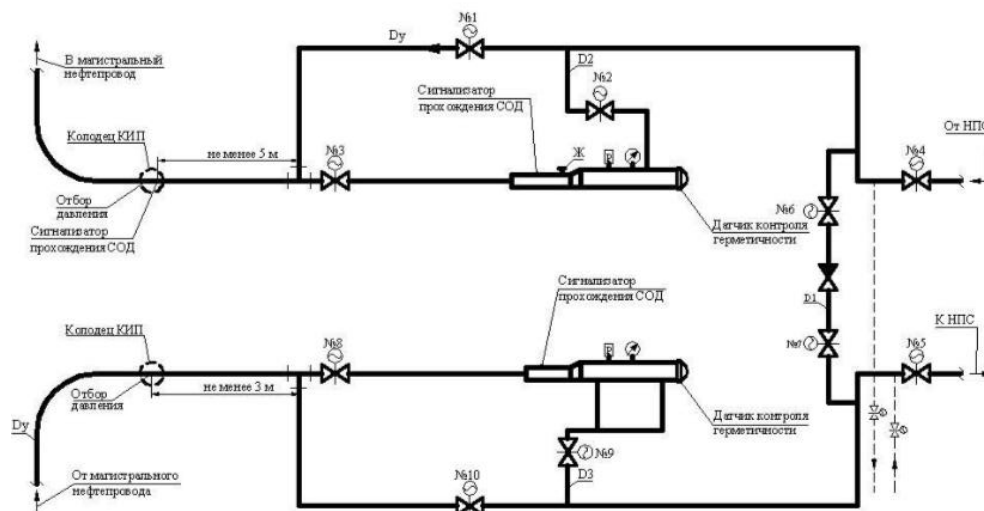 №1
Dу
В магистральный
нефтепровод
D2
№2
Сигнализатор
прохождения СОД
От НПС
Колодец КИП
не менее 5 м
№3
Ж
P
№4
Отбор
давления
Сигнализатор
прохождения СОД
Датчик контроля
герметичности
№6
Сигнализатор
прохождения СОД
D1
К НПС
Колодец КИП
№8
P
№7
№5
не менее 3 м
Отбор
давления
Датчик контроля
герметичности
Dу
№9
От магистрального
нефтепровода
№10
D3